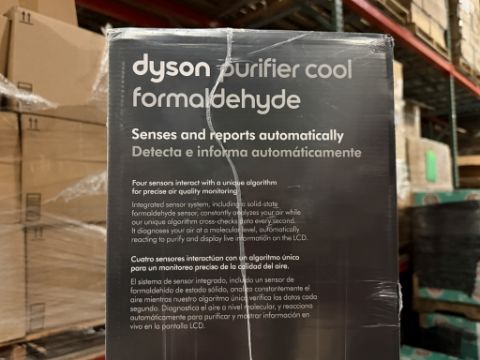 dyson purifier cool
formaldehyde
Senses and reports automatically
Detecta e informa automáticamente
Four sensors interact with a unique algorithm
for precise air quality monitoring.
Integrated sensor system, including a solid-state
formaldehyde sensor, constantly analyzes your air while
our unique algorithm cross-checks data every second.
It diagnoses your air at a molecular level, automatically
reacting to purify and display live information on the LCD.
Cuatro sensores interactúan con un algoritmo único
para un monitoreo preciso de la calidad del aire.
El sistema de sensor integrado, incluido un sensor de
formaldehído de estado sólido, analiza constantemente el
aire mientras nuestro algoritmo único verifica los datos cada
segundo. Diagnostica el aire a nivel molecular, y reacciona
automáticamente para purificar y mostrar información en
vivo en la pantalla LCD.